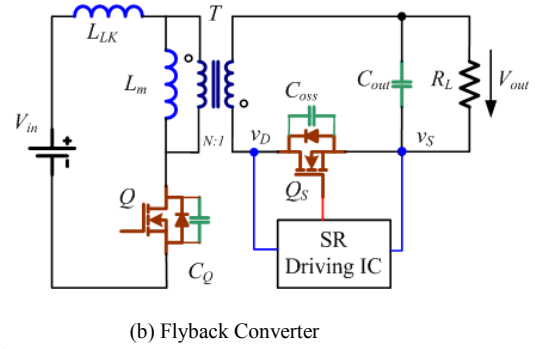 L_LK
T
L_m
N:1
V_in
Q
C_Q
C_oss
v_D
Q_S
C_out
v_S
R_L
V_out
SR
Driving IC
(b) Flyback Converter